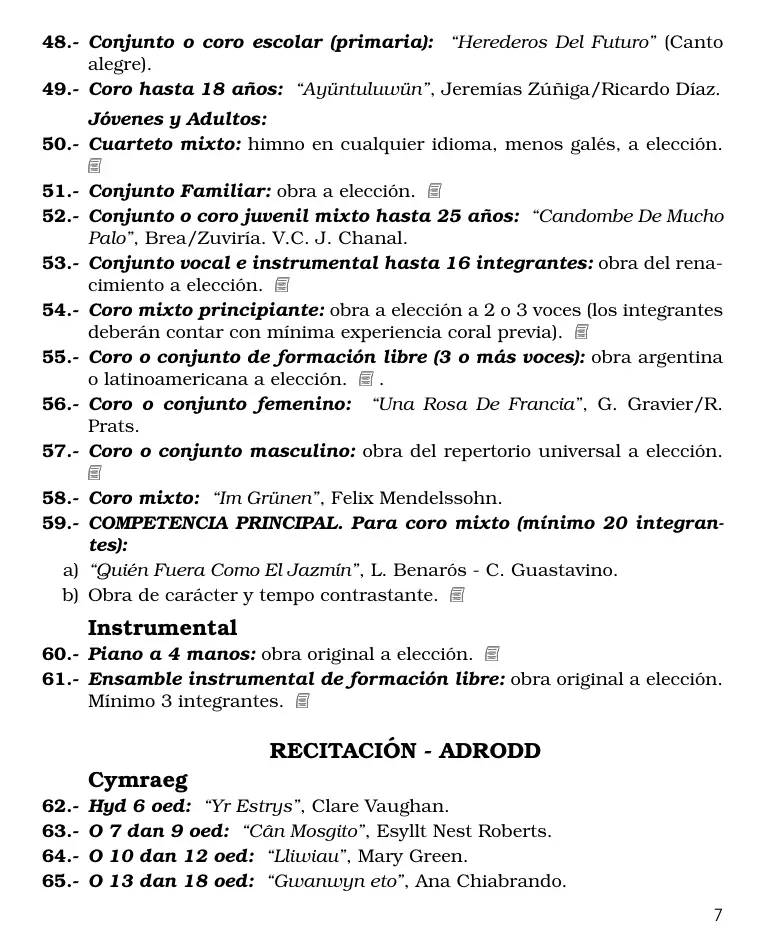 48.- Conjunto o coro escolar (primaria): “Herederos Del Futuro” (Canto
alegre).
49.- Coro hasta 18 años: “Ayüntuluwün”, Jeremías Zúñiga/Ricardo Díaz.
Jóvenes y Adultos:
50.- Cuarteto mixto: himno en cualquier idioma, menos galés, a elección.
51.- Conjunto Familiar: obra a elección.
52.- Conjunto o coro juvenil mixto hasta 25 años: “Candombe De Mucho
Palo”, Brea/Zuviría. V.C. J. Chanal.
53.- Conjunto vocal e instrumental hasta 16 integrantes: obra del rena-
cimiento a elección.
54.- Coro mixto principiante: obra a elección a 2 o 3 voces (los integrantes
deberán contar con mínima experiencia coral previa).
55.- Coro o conjunto de formación libre (3 o más voces): obra argentina
o latinoamericana a elección. .
56.- Coro o conjunto femenino: “Una Rosa De Francia”, G. Gravier/R.
Prats.
57.- Coro o conjunto masculino: obra del repertorio universal a elección.
58.- Coro mixto: “Im Grünen”, Felix Mendelssohn.
59.- COMPETENCIA PRINCIPAL. Para coro mixto (mínimo 20 integran-
tes):
a) “Quién Fuera Como El Jazmín”, L. Benarós - C. Guastavino.
b) Obra de carácter y tempo contrastante.
Instrumental
60.- Piano a 4 manos: obra original a elección.
61.- Ensamble instrumental de formación libre: obra original a elección.
Mínimo 3 integrantes.
RECITACIÓN - ADRODD
Cymraeg
62.- Hyd 6 oed: “Yr Estrys”, Clare Vaughan.
63.- O 7 dan 9 oed: “Cân Mosgito”, Esyllt Nest Roberts.
64.- O 10 dan 12 oed: “Lliwiau”, Mary Green.
65.- O 13 dan 18 oed: “Gwanwyn eto”, Ana Chiabrando.
7